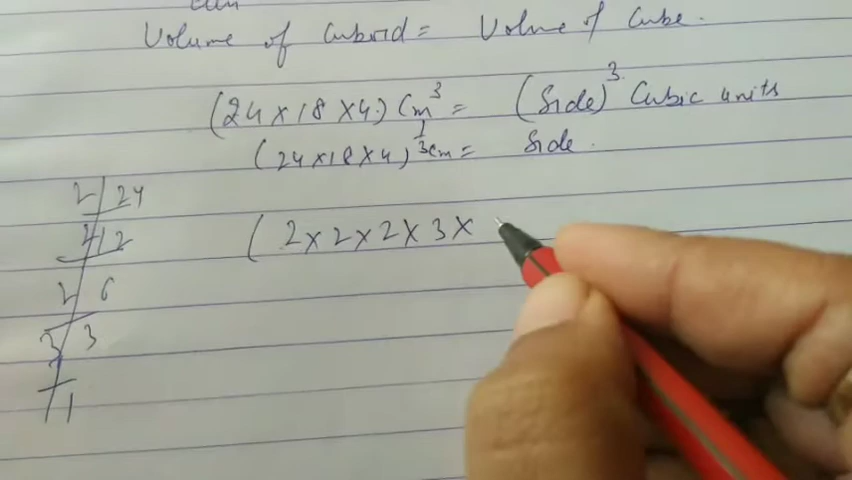 Volume of Cuboid = Volume of Cube.
(24×18×4) Cm³ = (Side)³ Cubic units
(24×18×4)^1/3 cm = Side.
2 | 24
2 | 12
2 | 6
3 | 3
1
( 2×2×2×3×